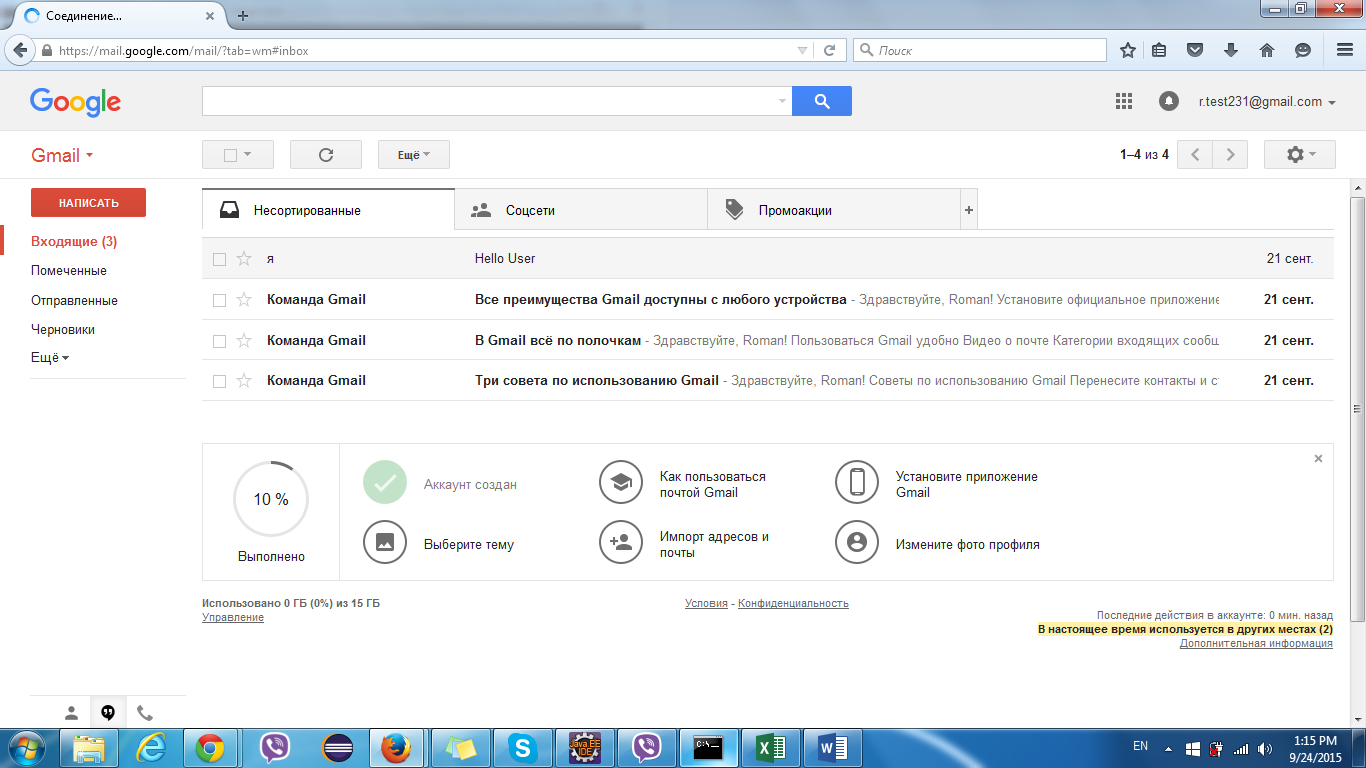 Соединение...
https://mail.google.com/mail/?tab=wm#inbox
Поиск
Google
r.test231@gmail.com
Gmail
Ещё
1–4 из 4
НАПИСАТЬ
Входящие (3)
Помеченные
Отправленные
Черновики
Ещё
Несортированные
Соцсети
Промоакции
+
я Hello User 21 сент.
Команда Gmail Все преимущества Gmail доступны с любого устройства - Здравствуйте, Roman! Установите официальное приложение 21 сент.
Команда Gmail В Gmail всё по полочкам - Здравствуйте, Roman! Пользоваться Gmail удобно Видео о почте Категории входящих сообщ 21 сент.
Команда Gmail Три совета по использованию Gmail - Здравствуйте, Roman! Советы по использованию Gmail Перенесите контакты и 21 сент.
10 %
Выполнено
Аккаунт создан
Как пользоваться
почтой Gmail
Установите приложение
Gmail
Выберите тему
Импорт адресов и
почты
Измените фото профиля
Использовано 0 ГБ (0%) из 15 ГБ
Управление
Условия - Конфиденциальность
Последние действия в аккаунте: 0 мин. назад
В настоящее время используется в других местах (2)
Дополнительная информация
Java EE
IDE
C:\
EN
1:15 PM
9/24/2015